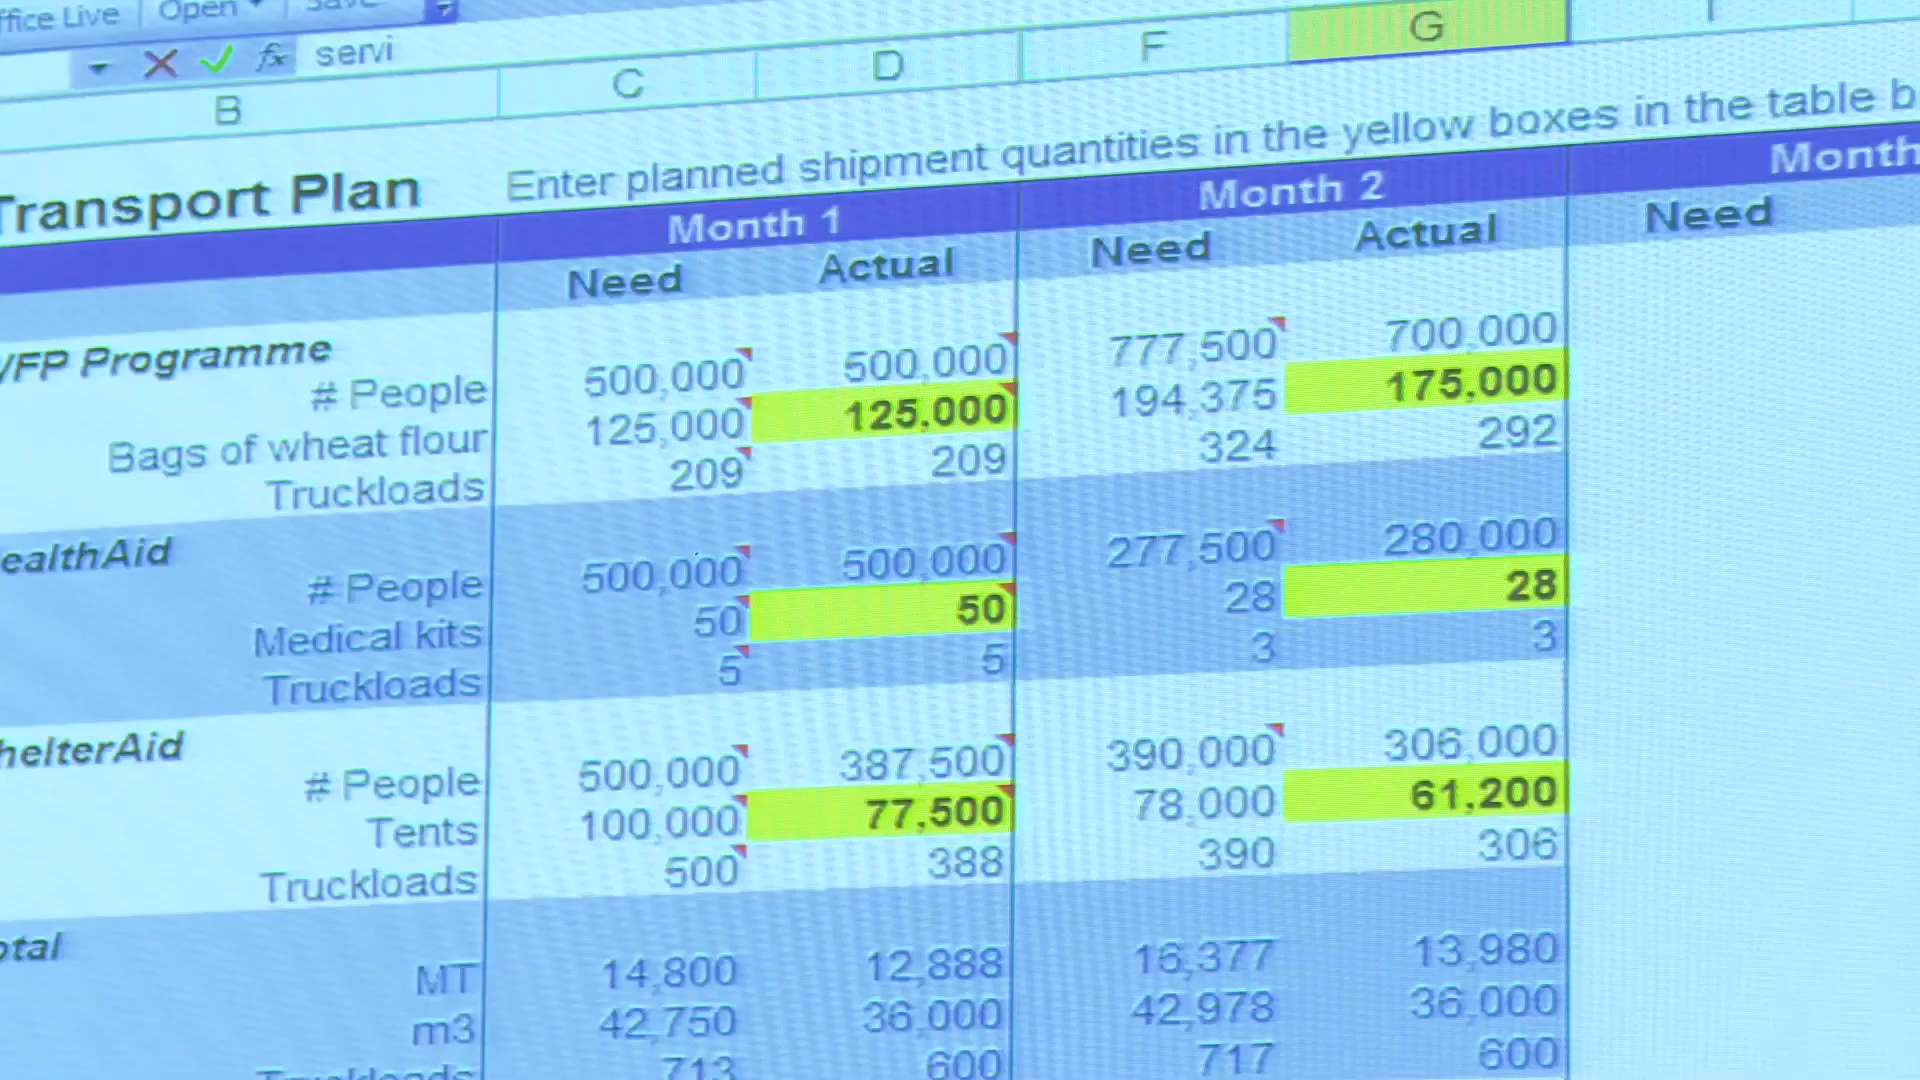 ffice Live Open Save
fx servi
B C D F G
Transport Plan Enter planned shipment quantities in the yellow boxes in the table b
Month 1 Month 2 Month
Need Actual Need Actual Need
VFP Programme
# People 500,000 500,000 777,500 700,000
Bags of wheat flour 125,000 125,000 194,375 175,000
Truckloads 209 209 324 292
ealthAid
# People 500,000 500,000 277,500 280,000
Medical kits 50 50 28 28
Truckloads 5 5 3 3
helterAid
# People 500,000 387,500 390,000 306,000
Tents 100,000 77,500 78,000 61,200
Truckloads 500 388 390 306
otal
MT 14,800 12,888 16,377 13,980
m3 42,750 36,000 42,978 36,000
Truckloads 713 600 717 600